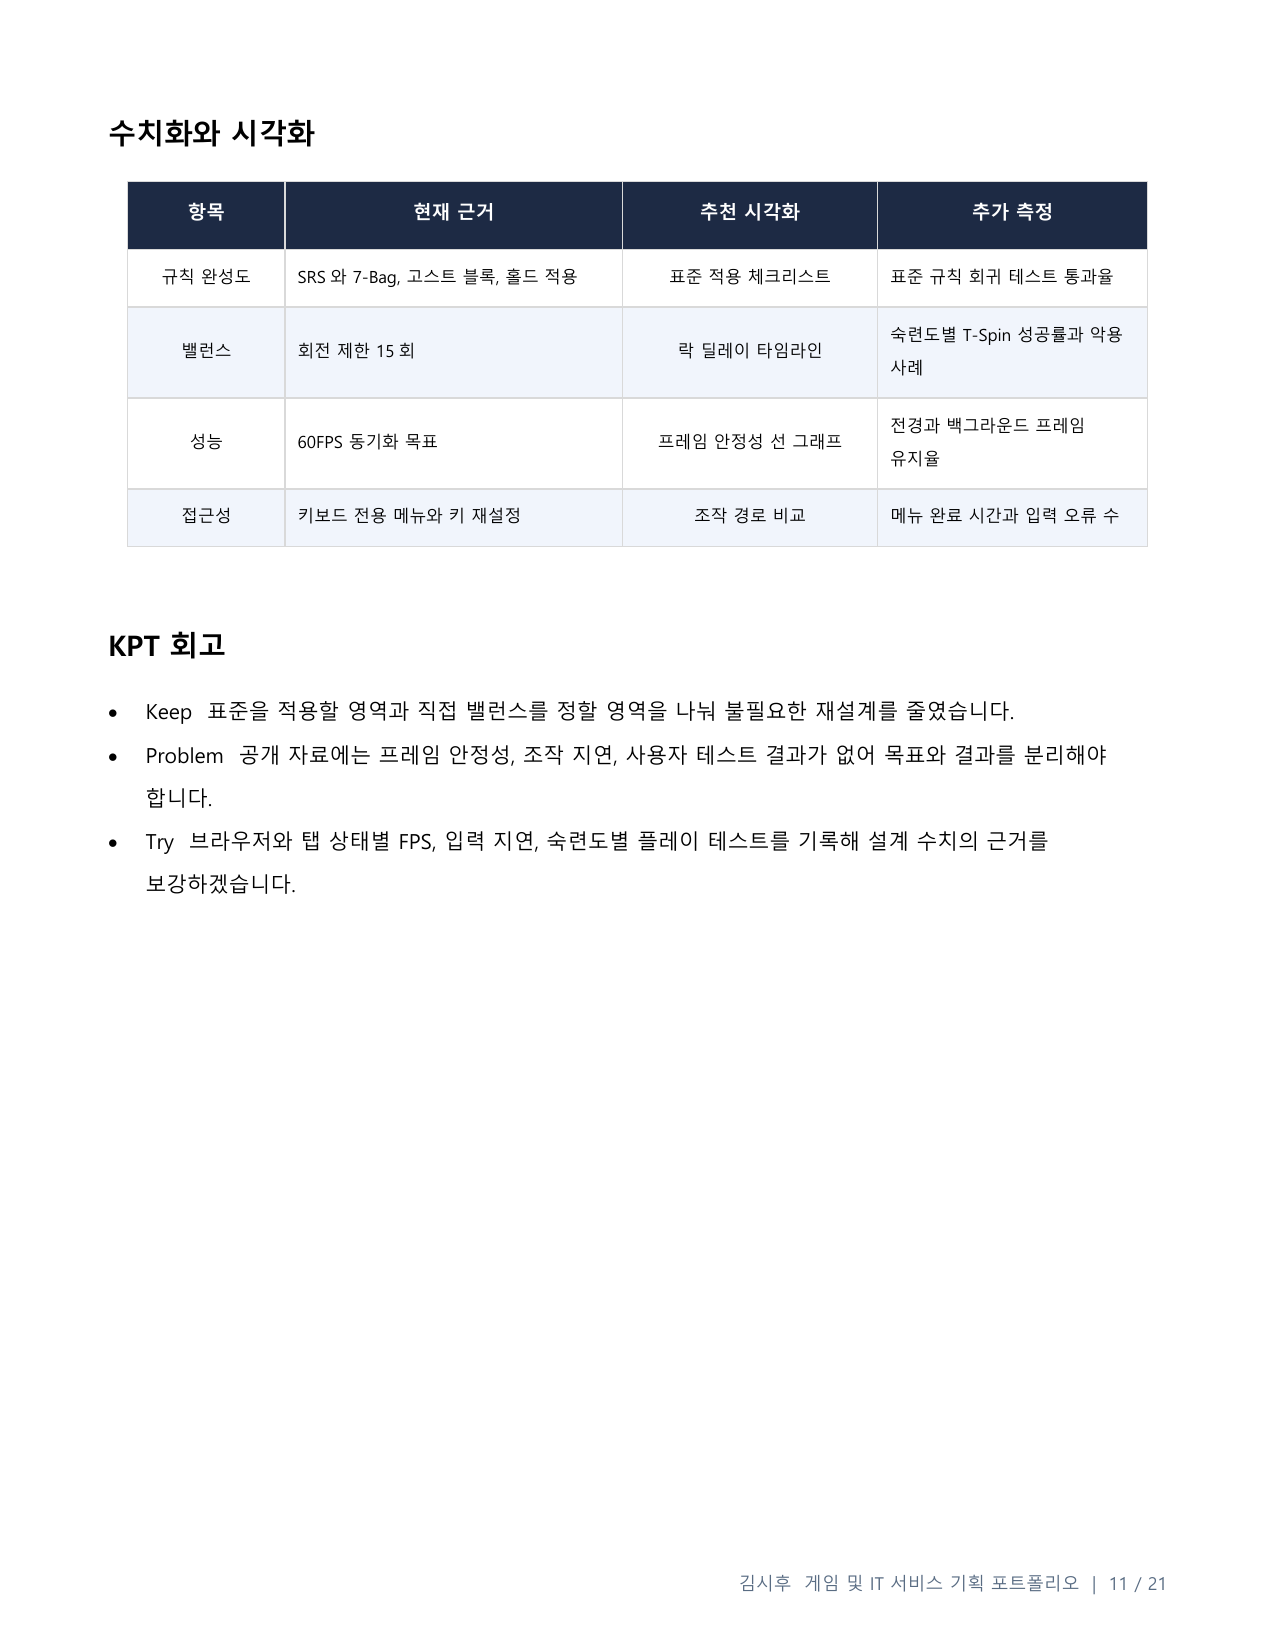 수치화와 시각화
항목 현재 근거 추천 시각화 추가 측정
규칙 완성도 SRS 와 7-Bag, 고스트 블록, 홀드 적용 표준 적용 체크리스트 표준 규칙 회귀 테스트 통과율
밸런스 회전 제한 15 회 락 딜레이 타임라인 숙련도별 T-Spin 성공률과 악용
사례
성능 60FPS 동기화 목표 프레임 안정성 선 그래프 전경과 백그라운드 프레임
유지율
접근성 키보드 전용 메뉴와 키 재설정 조작 경로 비교 메뉴 완료 시간과 입력 오류 수
KPT 회고
• Keep 표준을 적용할 영역과 직접 밸런스를 정할 영역을 나눠 불필요한 재설계를 줄였습니다.
• Problem 공개 자료에는 프레임 안정성, 조작 지연, 사용자 테스트 결과가 없어 목표와 결과를 분리해야
합니다.
• Try 브라우저와 탭 상태별 FPS, 입력 지연, 숙련도별 플레이 테스트를 기록해 설계 수치의 근거를
보강하겠습니다.
김시후 게임 및 IT 서비스 기획 포트폴리오 | 11 / 21